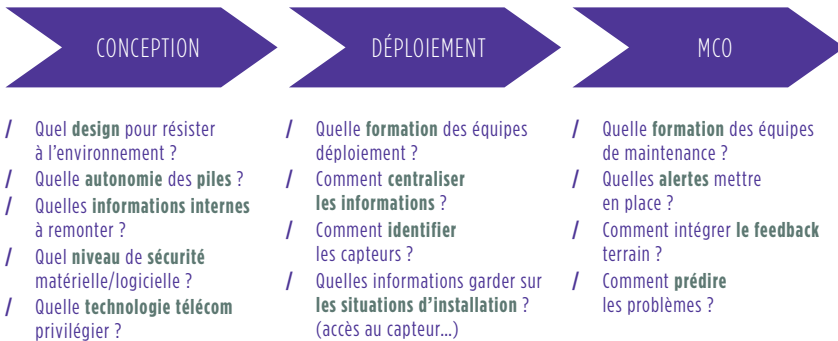 CONCEPTION
/ Quel design pour résister
à l'environnement ?
/ Quelle autonomie des piles ?
/ Quelles informations internes
à remonter ?
/ Quel niveau de sécurité
matérielle/logicielle ?
/ Quelle technologie télécom
privilégier ?
DÉPLOIEMENT
/ Quelle formation des équipes
déploiement ?
/ Comment centraliser
les informations ?
/ Comment identifier
les capteurs ?
/ Quelles informations garder sur
les situations d'installation ?
(accès au capteur...)
MCO
/ Quelle formation des équipes
de maintenance ?
/ Quelles alertes mettre
en place ?
/ Comment intégrer le feedback
terrain ?
/ Comment prédire
les problèmes ?